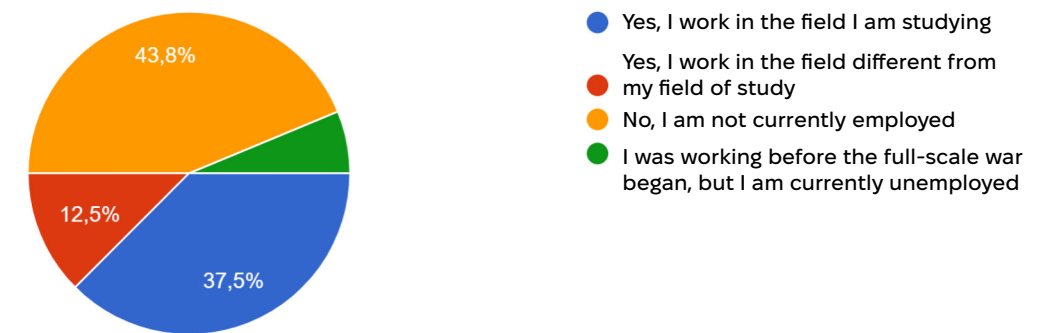 43,8%
12,5%
37,5%
Yes, I work in the field I am studying
Yes, I work in the field different from
my field of study
No, I am not currently employed
I was working before the full-scale war
began, but I am currently unemployed